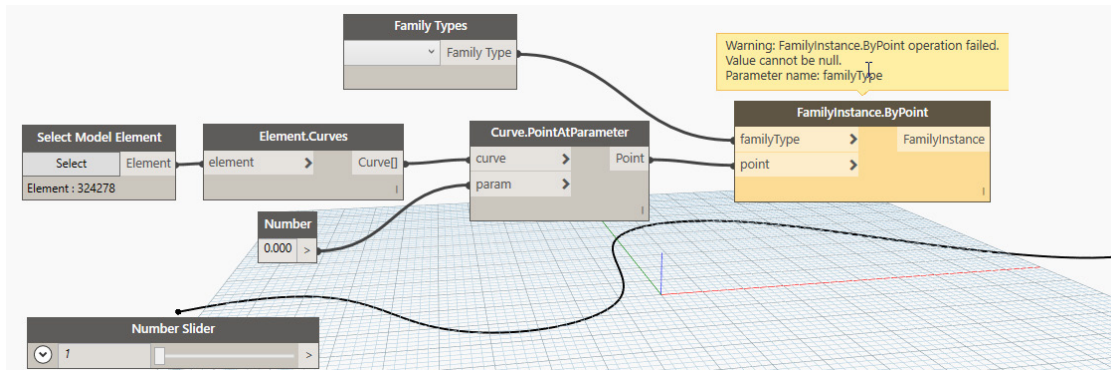 Family Types
Family Type
Warning: FamilyInstance.ByPoint operation failed.
Value cannot be null.
Parameter name: familyType
Select Model Element
Select Element
Element : 324278
Element.Curves
element > Curve[]
l
Curve.PointAtParameter
curve > Point
param >
l
FamilyInstance.ByPoint
familyType > FamilyInstance
point >
l
Number
0.000 >
Number Slider
1 >